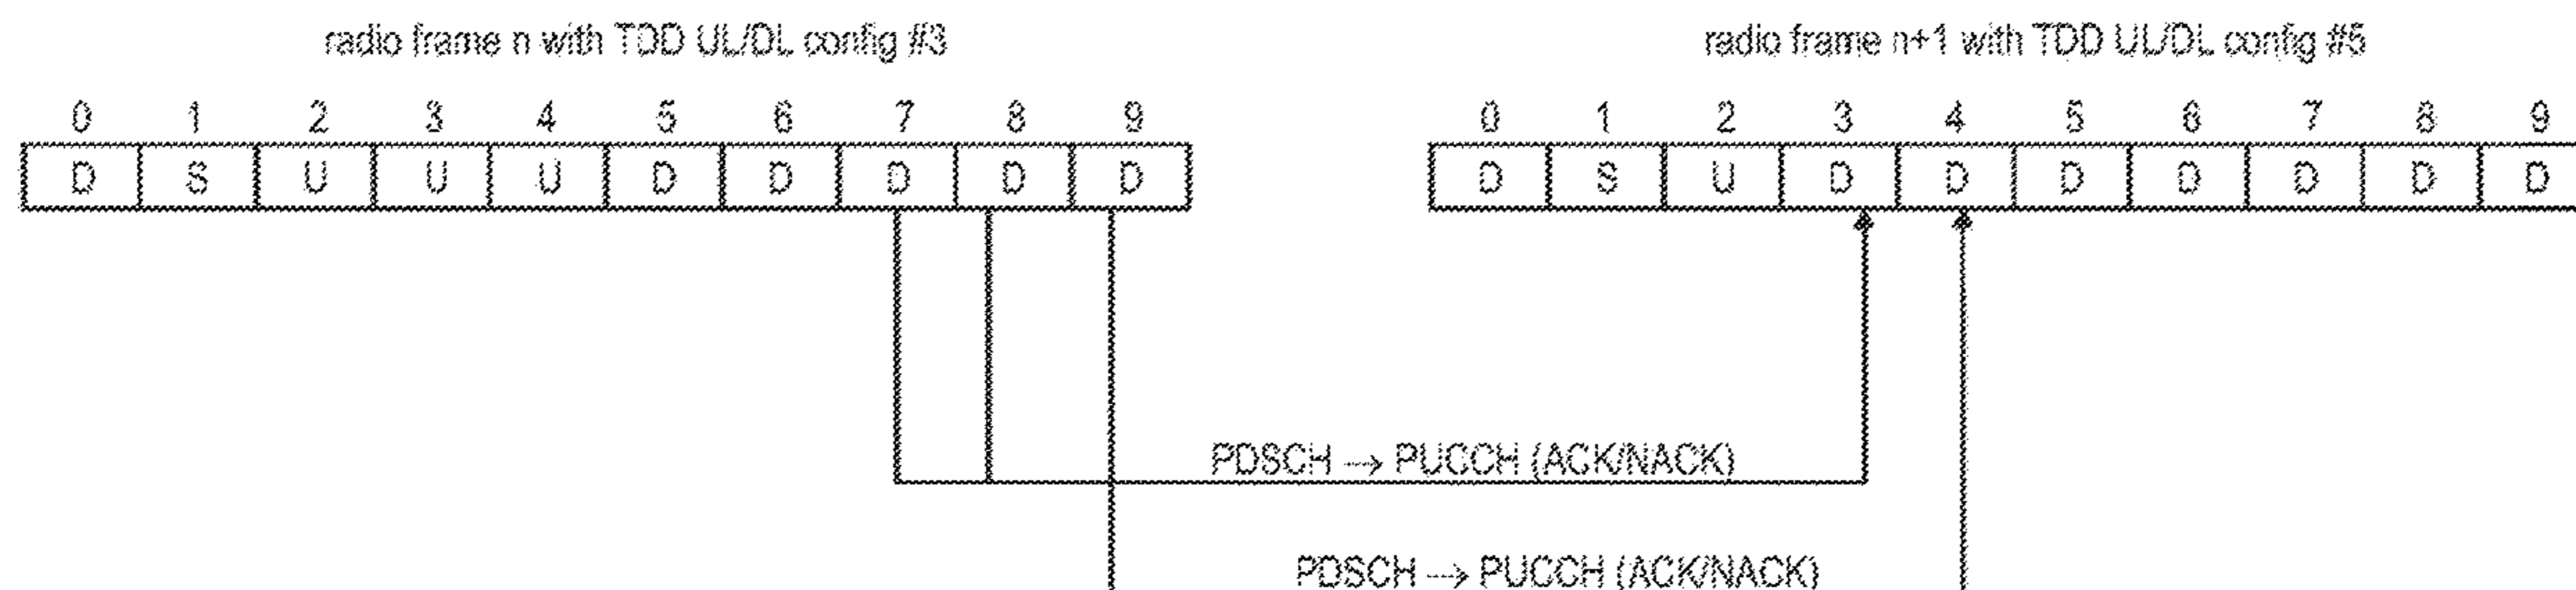 radio frame n with TDD UL/DL config #3
radio frame n+1 with TDD UL/DL config #5
0 1 2 3 4 5 6 7 8 9
0 1 2 3 4 5 6 7 8 9
D S U U U D D D D D
D S U D D D D D D D
PDSCH → PUCCH (ACK/NACK)
PDSCH → PUCCH (ACK/NACK)